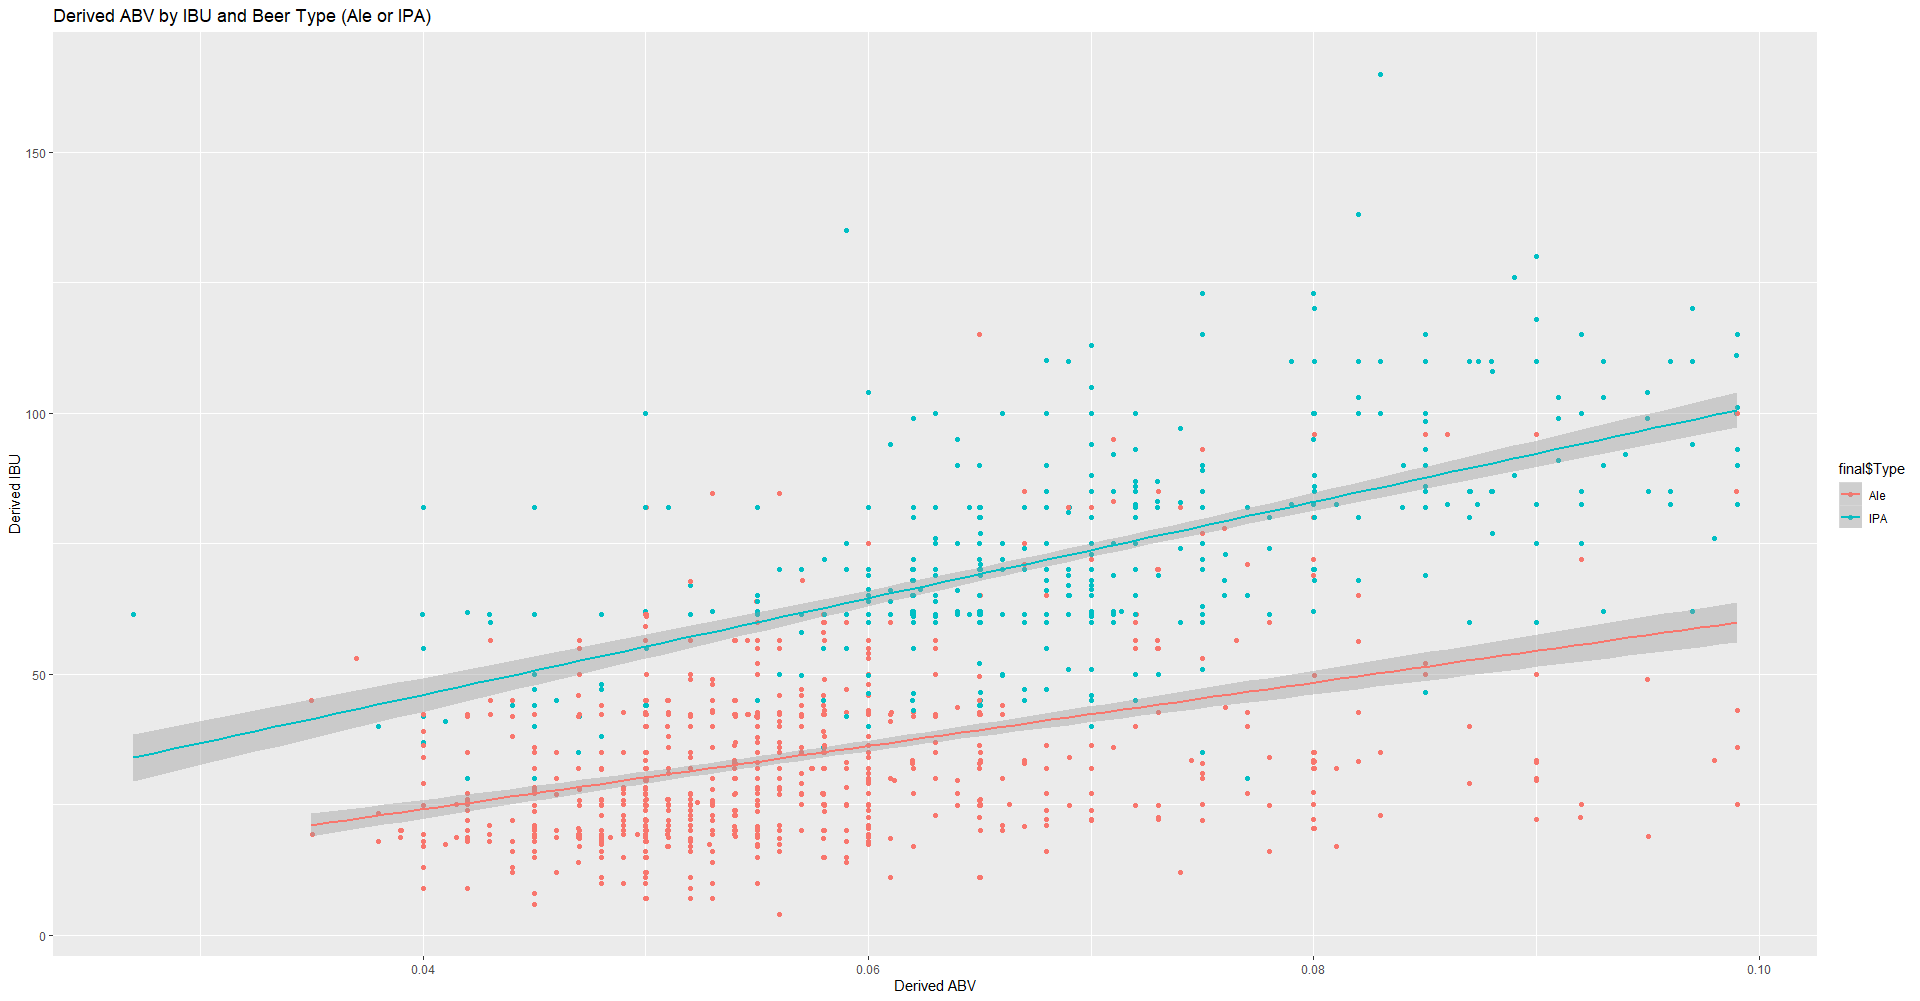 Derived ABV by IBU and Beer Type (Ale or IPA)
150
100
50
0
Derived IBU
0.04
0.06
0.08
0.10
Derived ABV
final$Type
Ale
IPA